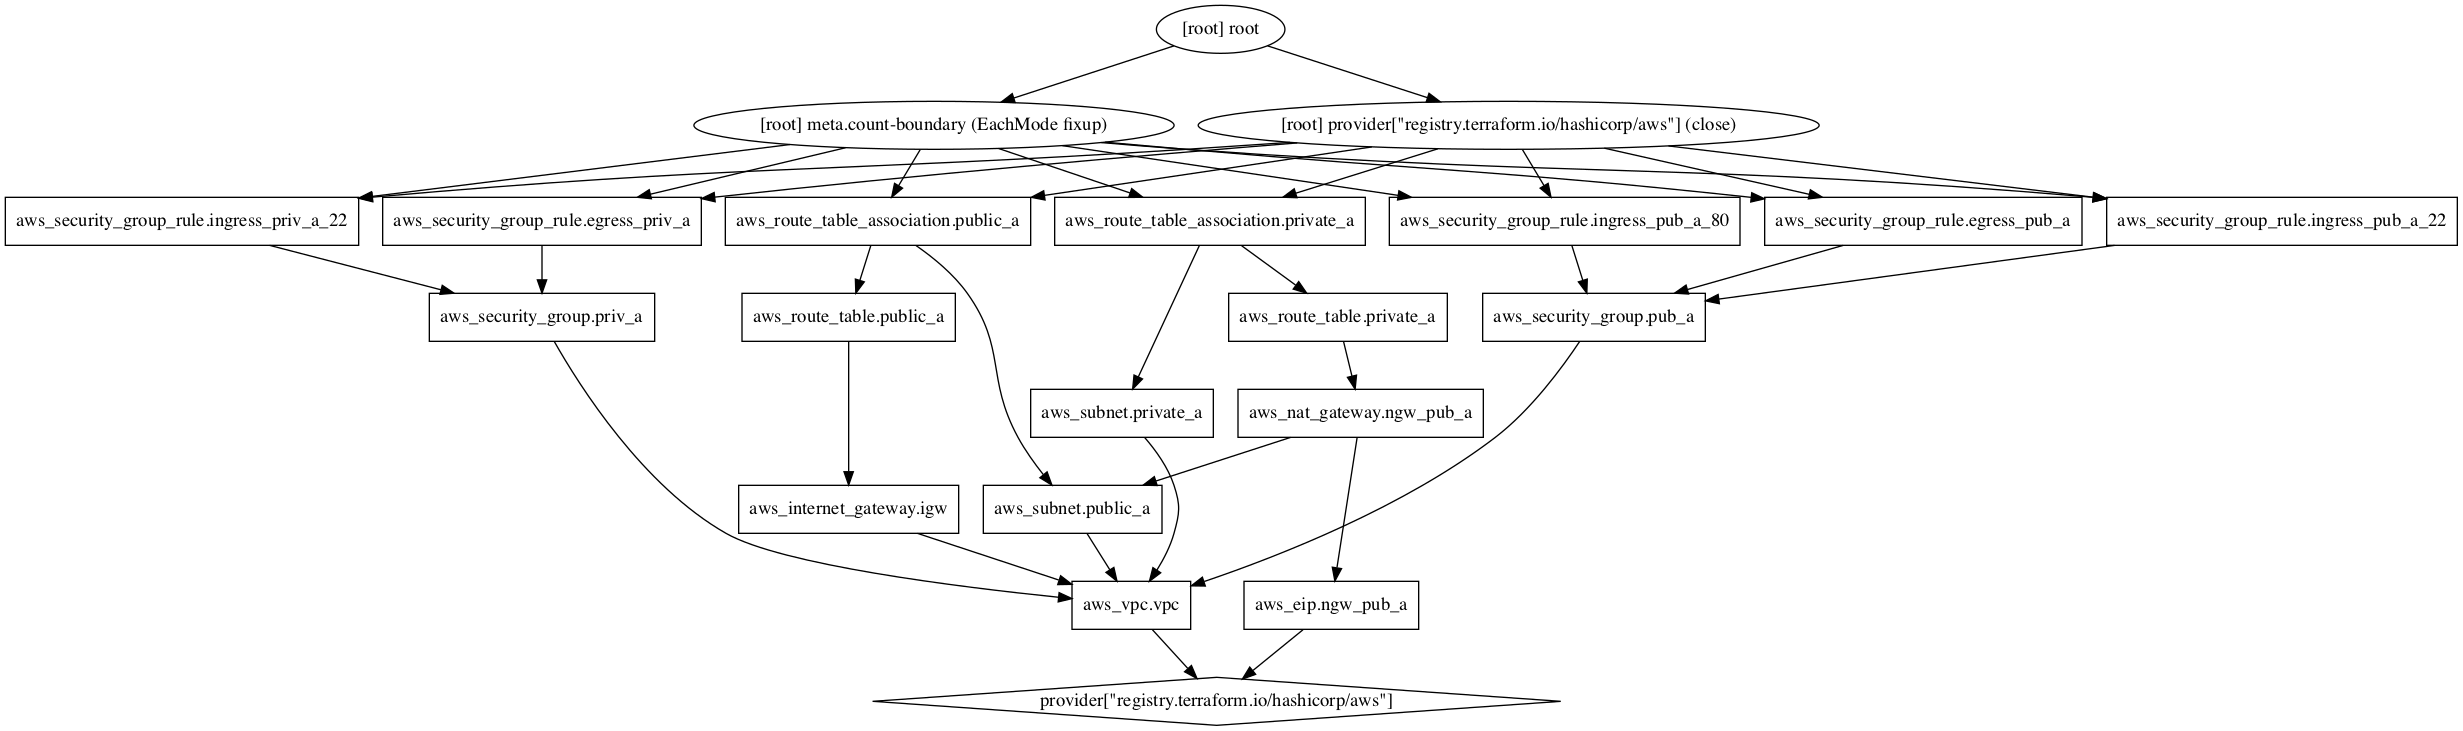 [root] root
[root] meta.count-boundary (EachMode fixup)
[root] provider["registry.terraform.io/hashicorp/aws"] (close)
aws_security_group_rule.ingress_priv_a_22
aws_security_group_rule.egress_priv_a
aws_route_table_association.public_a
aws_route_table_association.private_a
aws_security_group_rule.ingress_pub_a_80
aws_security_group_rule.egress_pub_a
aws_security_group_rule.ingress_pub_a_22
aws_security_group.priv_a
aws_route_table.public_a
aws_route_table.private_a
aws_security_group.pub_a
aws_subnet.private_a
aws_nat_gateway.ngw_pub_a
aws_internet_gateway.igw
aws_subnet.public_a
aws_vpc.vpc
aws_eip.ngw_pub_a
provider["registry.terraform.io/hashicorp/aws"]